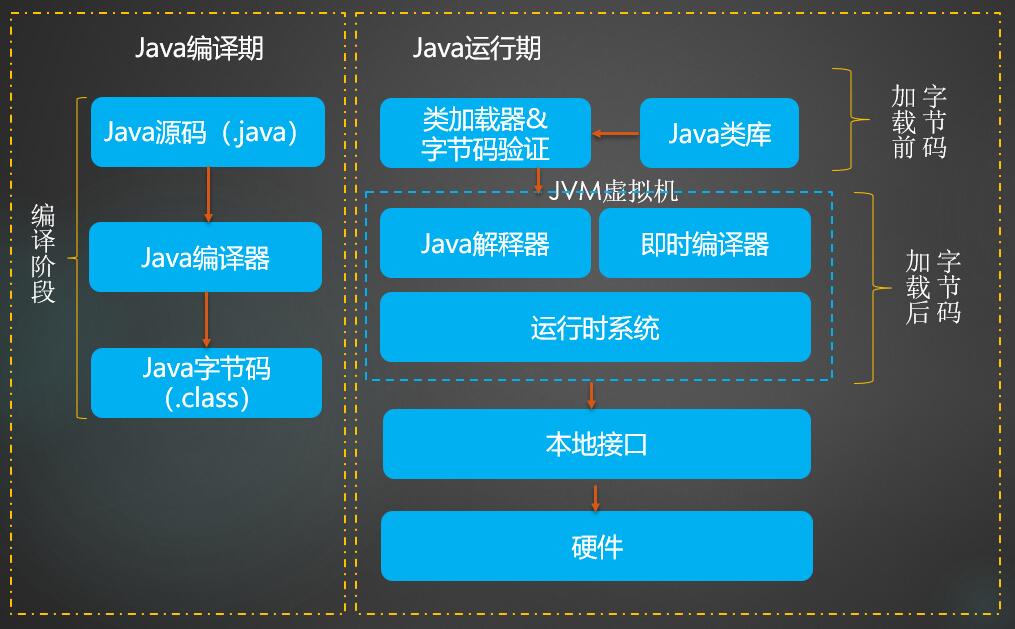 Java编译期
Java源码（.java）
Java编译器
Java字节码
（.class）
编译阶段
Java运行期
类加载器&
字节码验证
Java类库
JVM虚拟机
Java解释器
即时编译器
运行时系统
本地接口
硬件
字节码
加载前
字节码
加载后